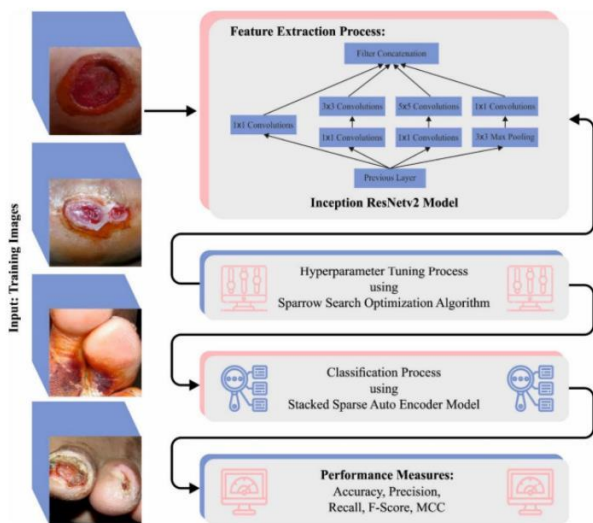 Input: Training Images
Feature Extraction Process:
Filter Concatenation
3x3 Convolutions 5x5 Convolutions 1x1 Convolutions
1x1 Convolutions
1x1 Convolutions 1x1 Convolutions 3x3 Max Pooling
Previous Layer
Inception ResNetv2 Model
Hyperparameter Tuning Process
using
Sparrow Search Optimization Algorithm
Classification Process
using
Stacked Sparse Auto Encoder Model
Performance Measures:
Accuracy, Precision,
Recall, F-Score, MCC